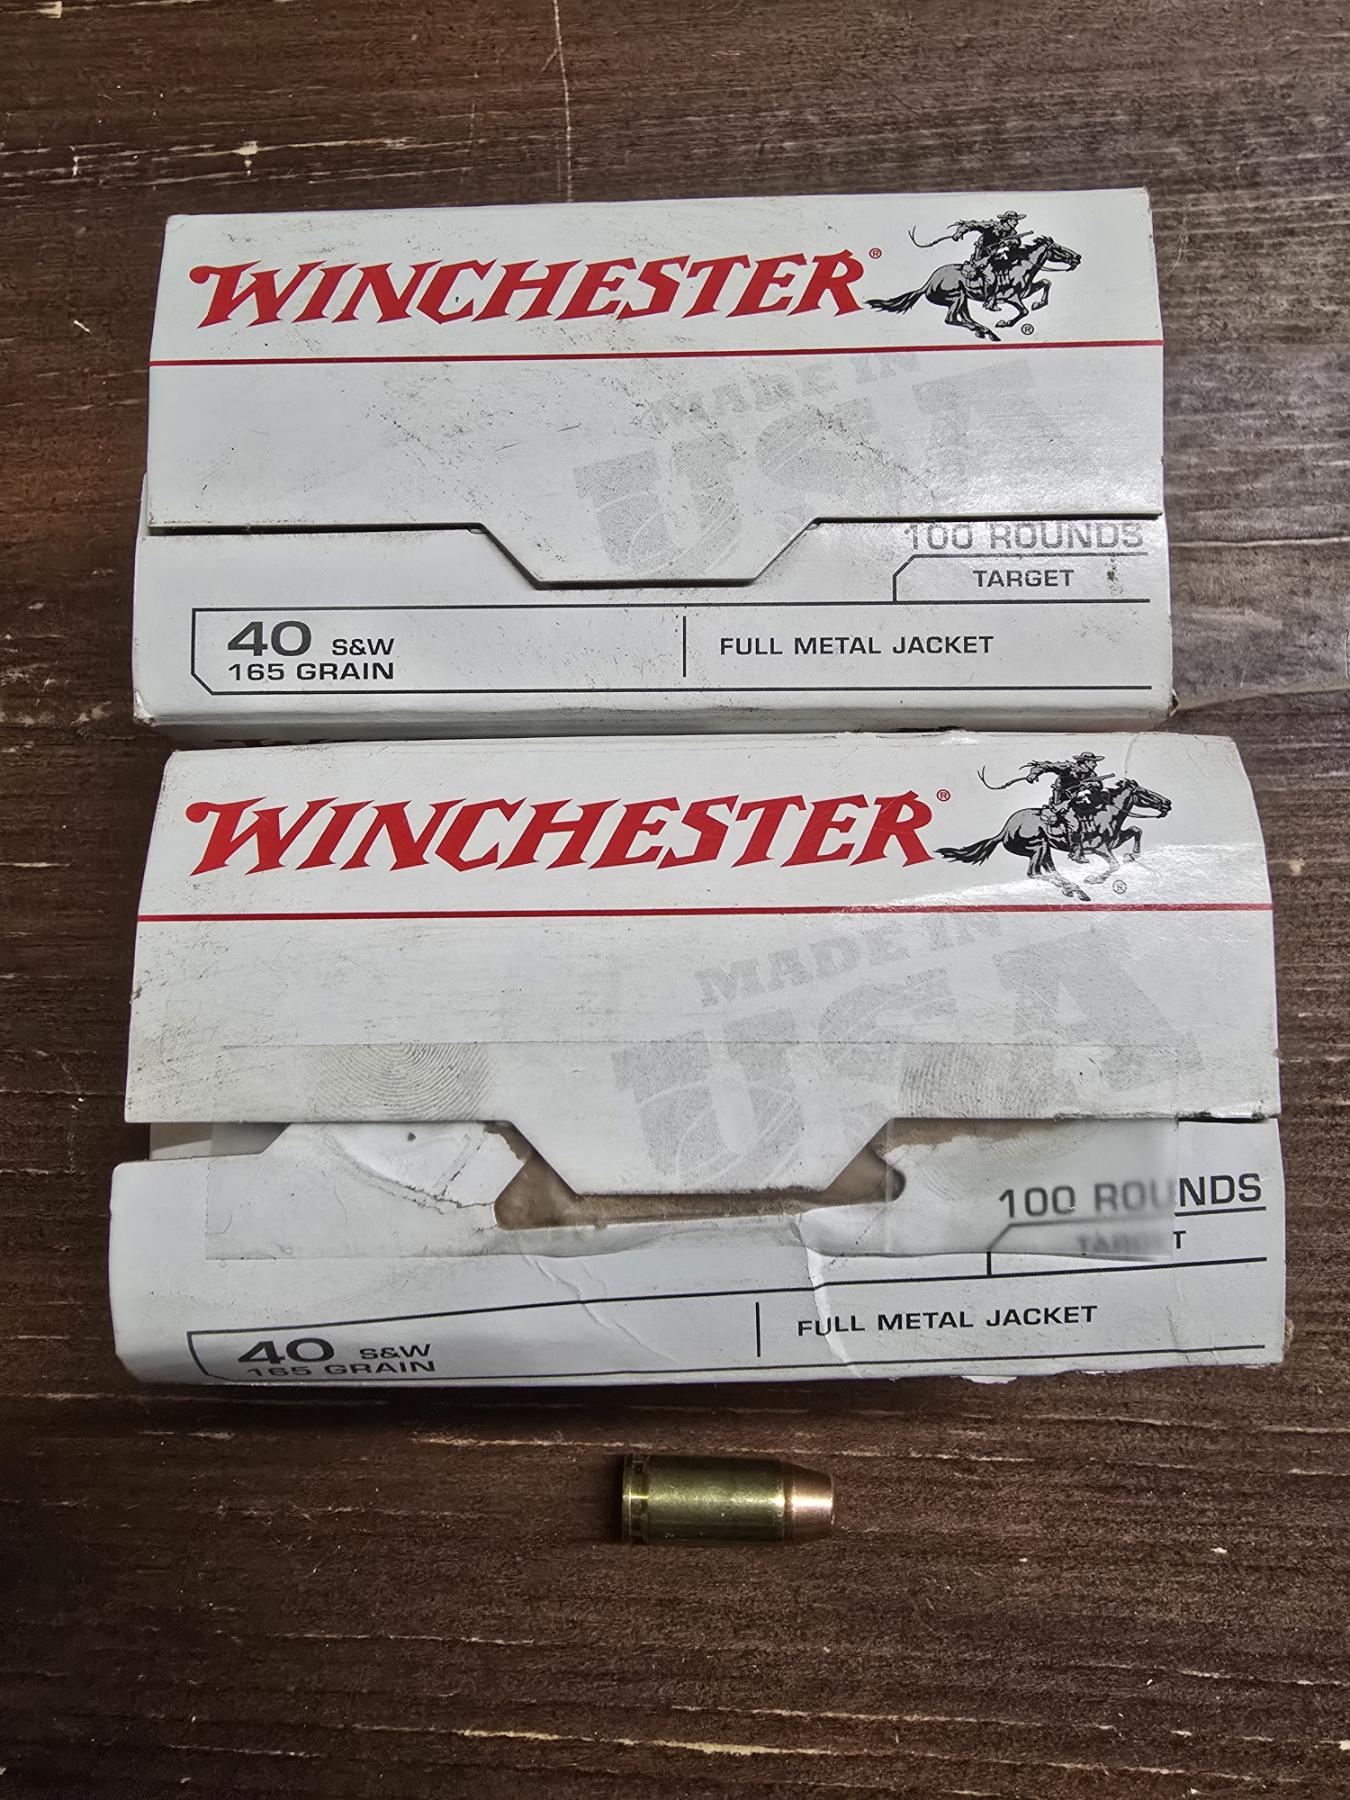 WINCHESTER®
®
MADE IN
USA
100 ROUNDS
TARGET
40 S&W
165 GRAIN
FULL METAL JACKET
WINCHESTER®
®
MADE IN
USA
100 ROUNDS
TARGET
FULL METAL JACKET
40 S&W
165 GRAIN